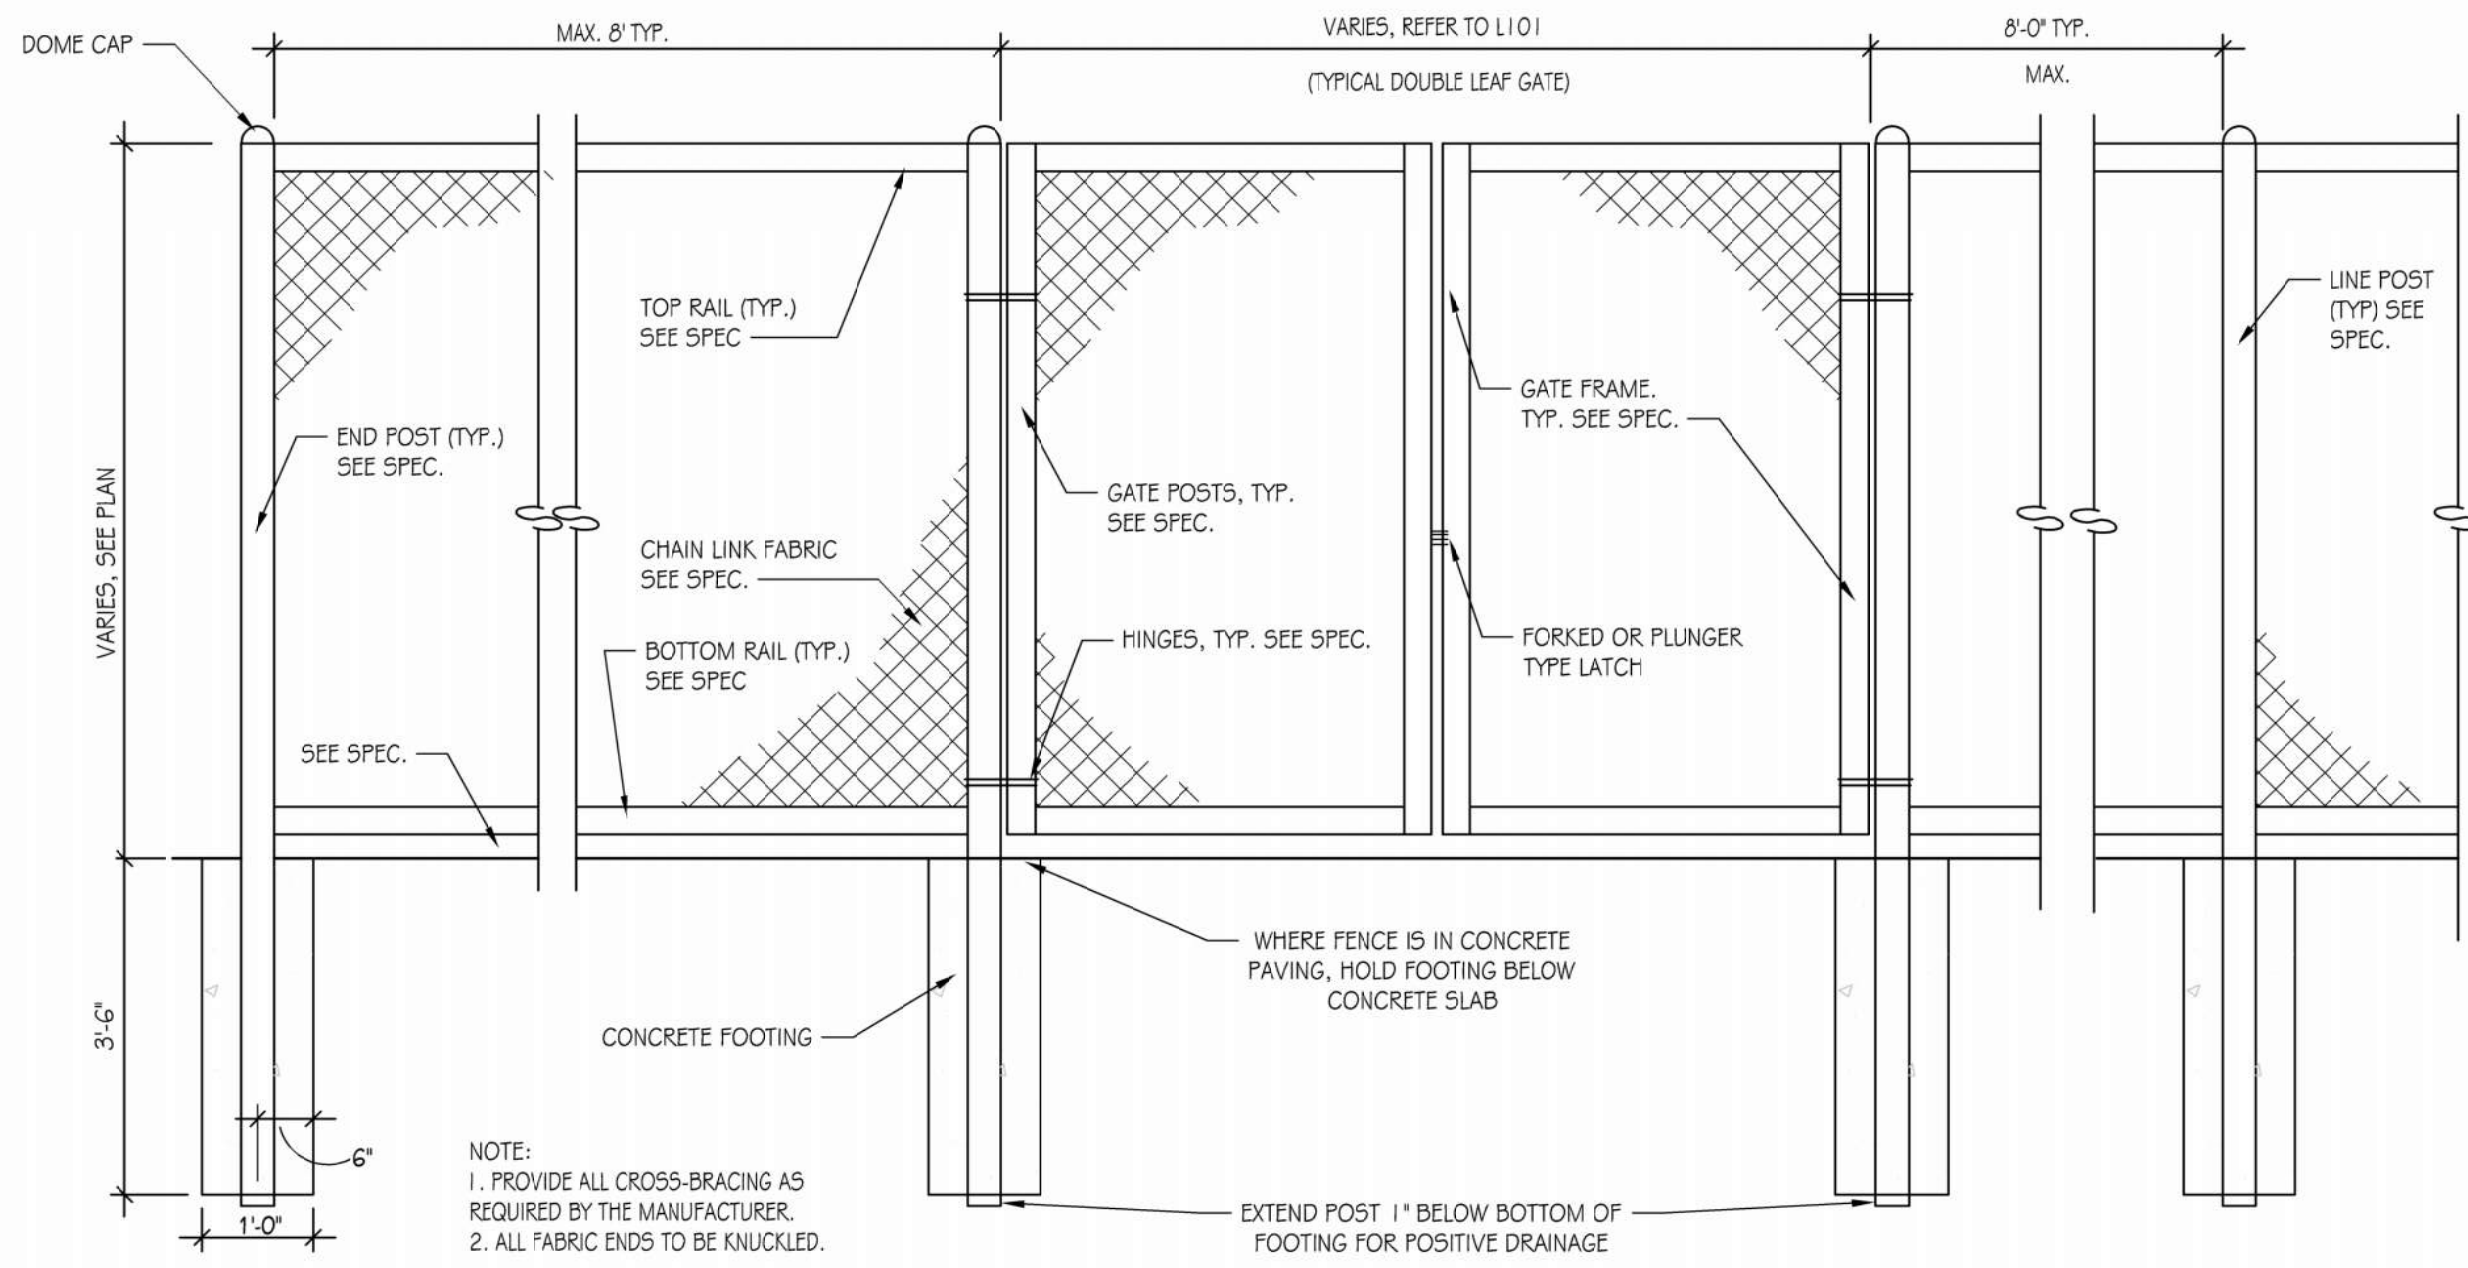 DOME CAP
MAX. 8' TYP.
VARIES, REFER TO L101
(TYPICAL DOUBLE LEAF GATE)
8'-0" TYP.
MAX.
TOP RAIL (TYP.)
SEE SPEC
LINE POST
(TYP) SEE
SPEC.
GATE FRAME.
TYP. SEE SPEC.
END POST (TYP.)
SEE SPEC.
VARIES, SEE PLAN
GATE POSTS, TYP.
SEE SPEC.
CHAIN LINK FABRIC
SEE SPEC.
HINGES, TYP. SEE SPEC.
FORKED OR PLUNGER
TYPE LATCH
BOTTOM RAIL (TYP.)
SEE SPEC
SEE SPEC.
WHERE FENCE IS IN CONCRETE
PAVING, HOLD FOOTING BELOW
CONCRETE SLAB
3'-6"
CONCRETE FOOTING
6"
1'-0"
NOTE:
1. PROVIDE ALL CROSS-BRACING AS
REQUIRED BY THE MANUFACTURER.
2. ALL FABRIC ENDS TO BE KNUCKLED.
EXTEND POST 1" BELOW BOTTOM OF
FOOTING FOR POSITIVE DRAINAGE